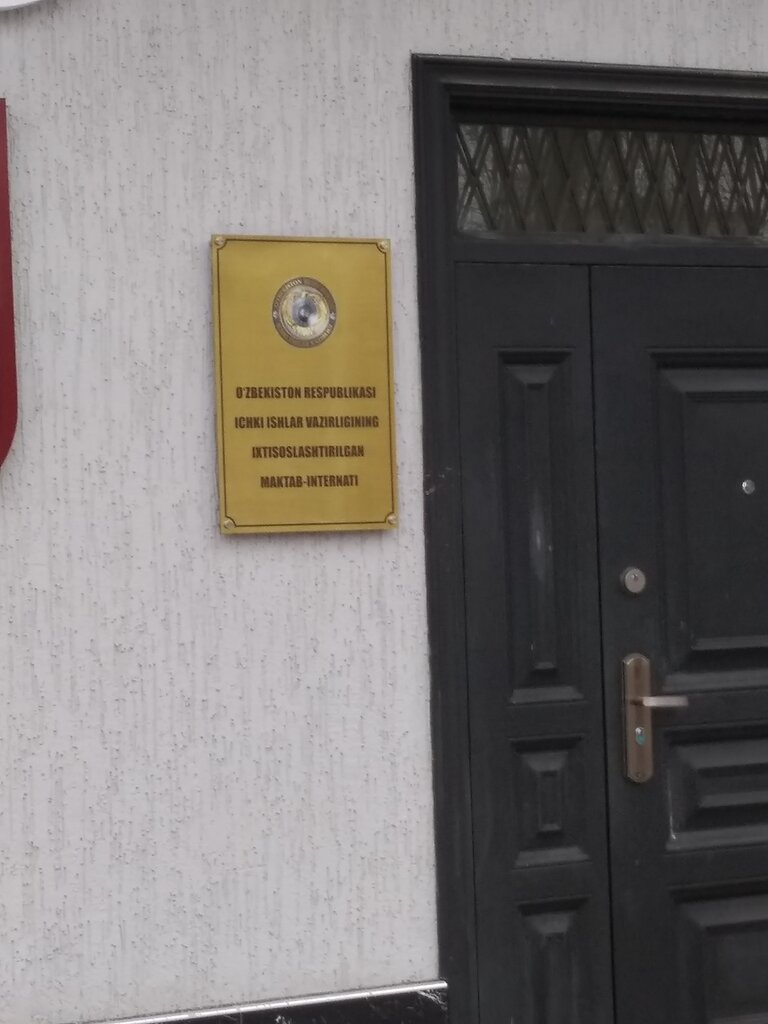 O'ZBEKISTON RESPUBLIKASI
ICHKI ISHLAR VAZIRLIGINING
IXTISOSLASHTIRILGAN
MAKTAB-INTERNATI